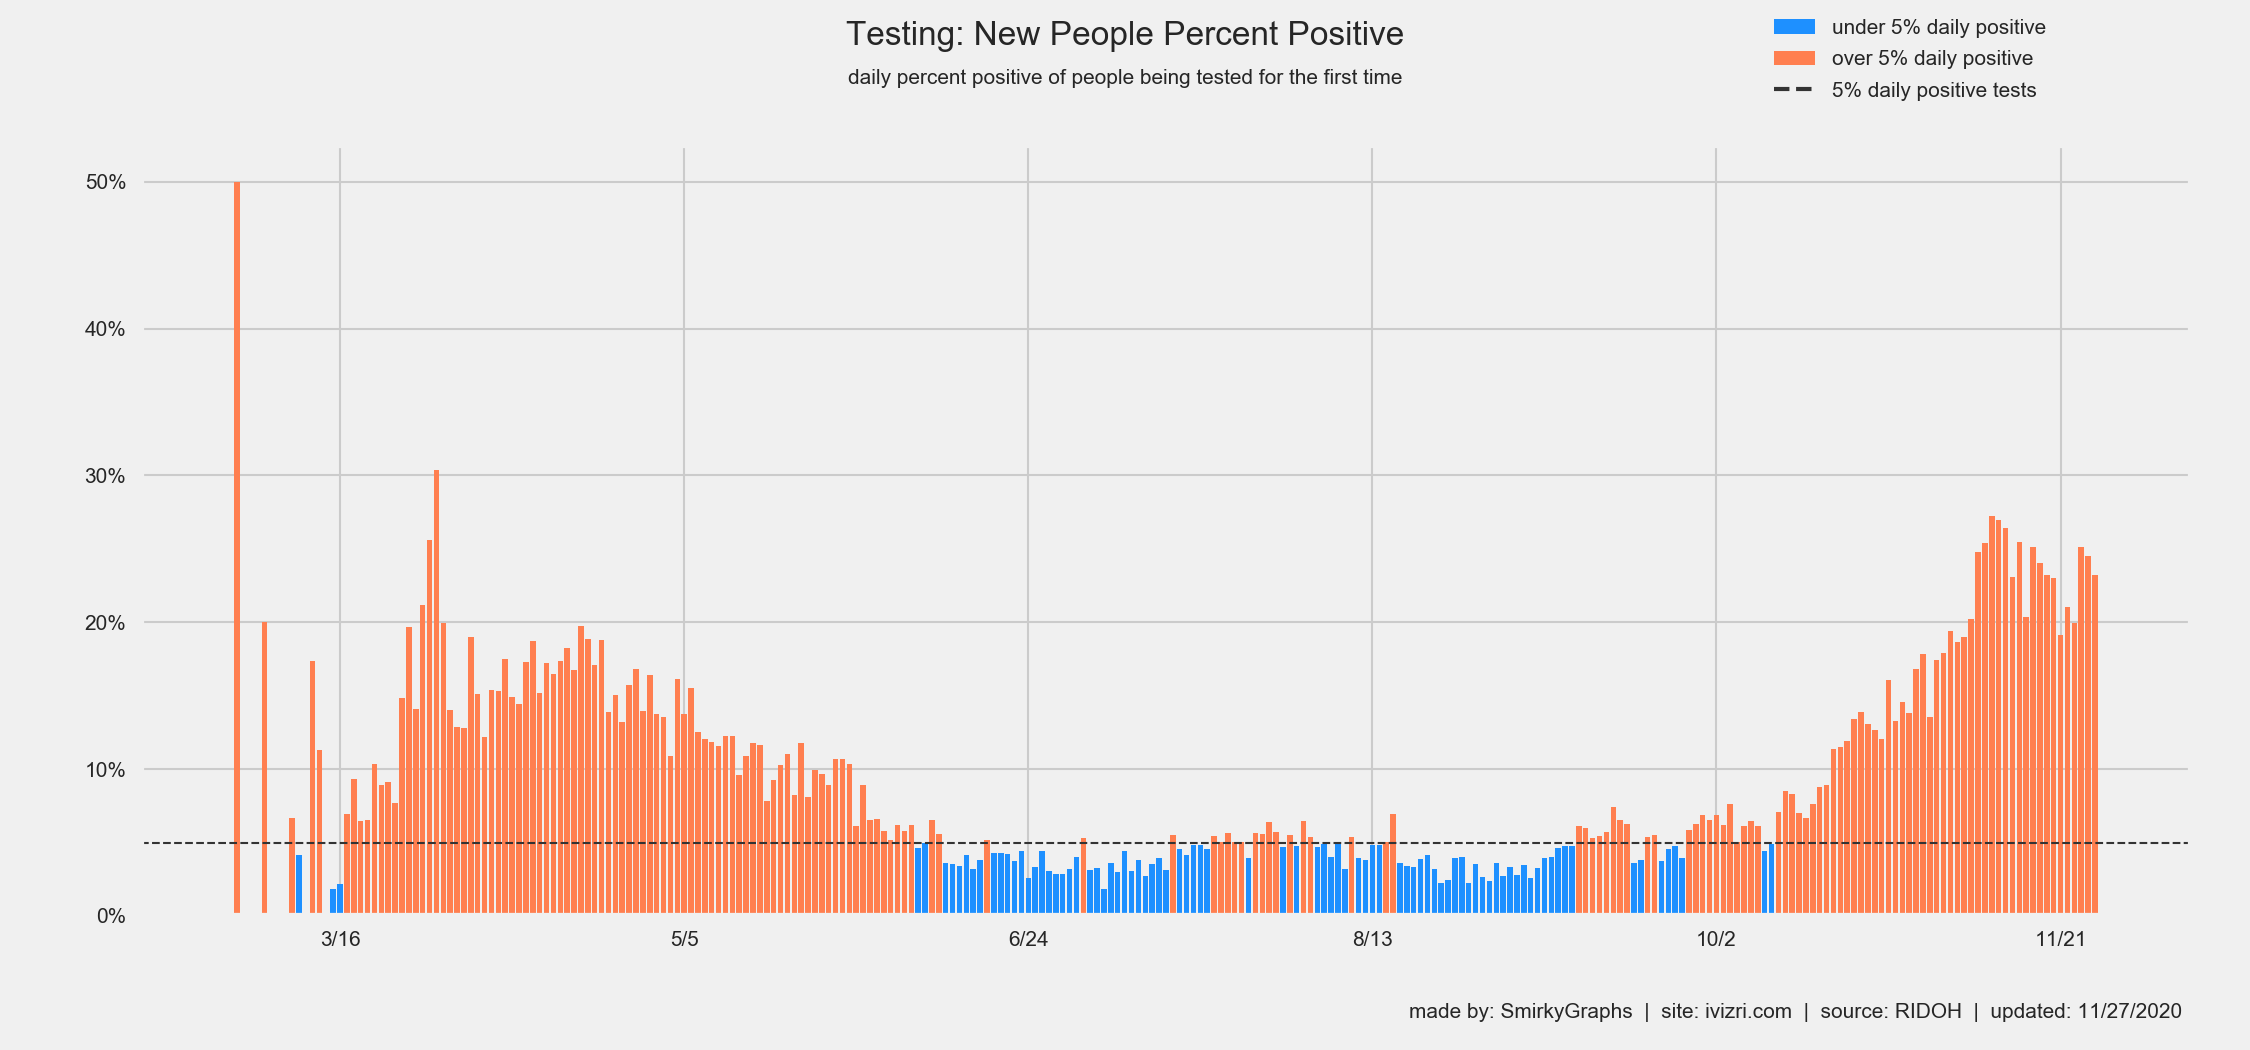 Testing: New People Percent Positive
daily percent positive of people being tested for the first time
under 5% daily positive
over 5% daily positive
5% daily positive tests
50%
40%
30%
20%
10%
0%
3/16
5/5
6/24
8/13
10/2
11/21
made by: SmirkyGraphs | site: ivizri.com | source: RIDOH | updated: 11/27/2020